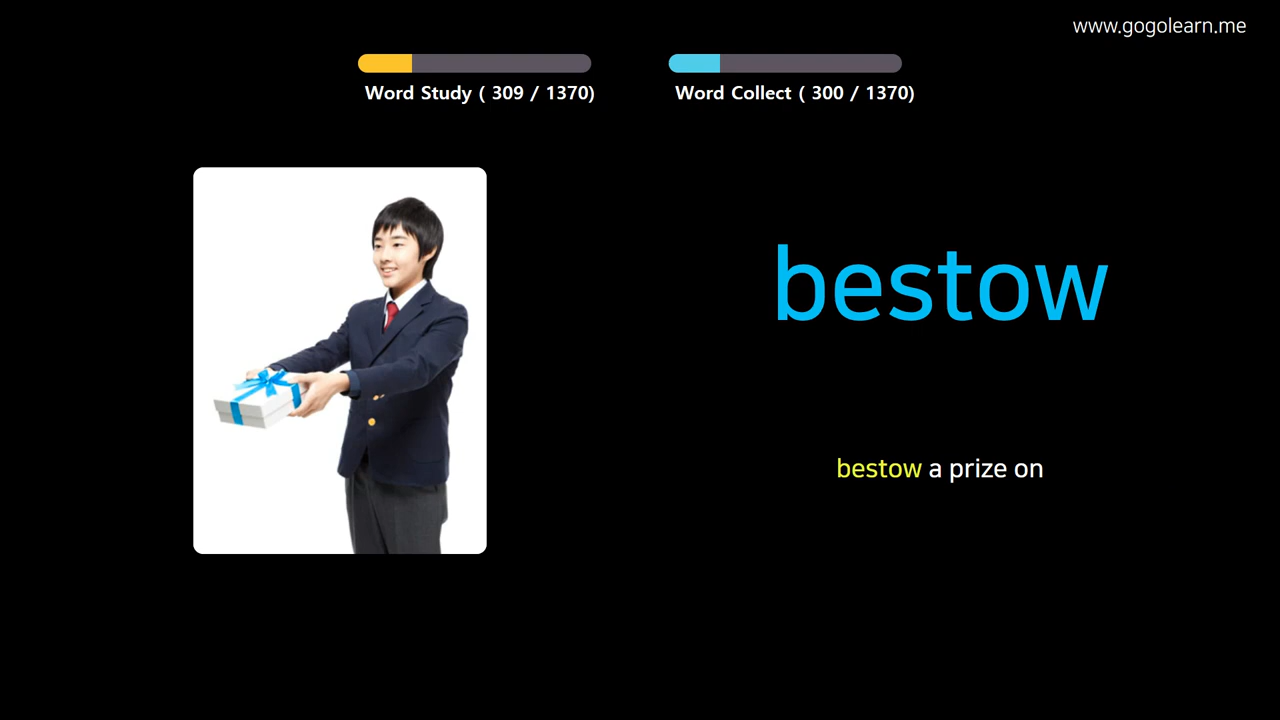 www.gogolearn.me
Word Study ( 309 / 1370)
Word Collect ( 300 / 1370)
bestow
bestow a prize on